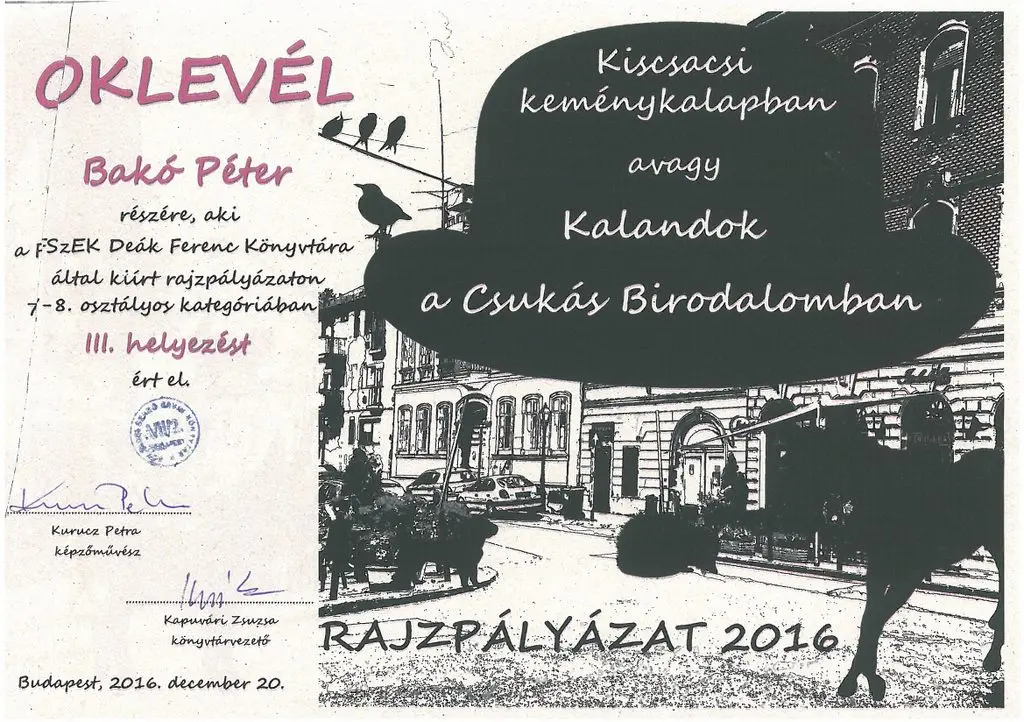 OKLEVÉL
Bakó Péter
részére, aki
a FSzEK Deák Ferenc Könyvtára
által kiírt rajzpályázaton
7-8. osztályos kategóriában
III. helyezést
ért el.
Kurucz Petra
képzőművész
Kapuvári Zsuzsa
könyvtárvezető
Budapest, 2016. december 20.
Kiscsacsi
keménykalapban
avagy
Kalandok
a Csukás Birodalomban
RAJZPÁLYÁZAT 2016